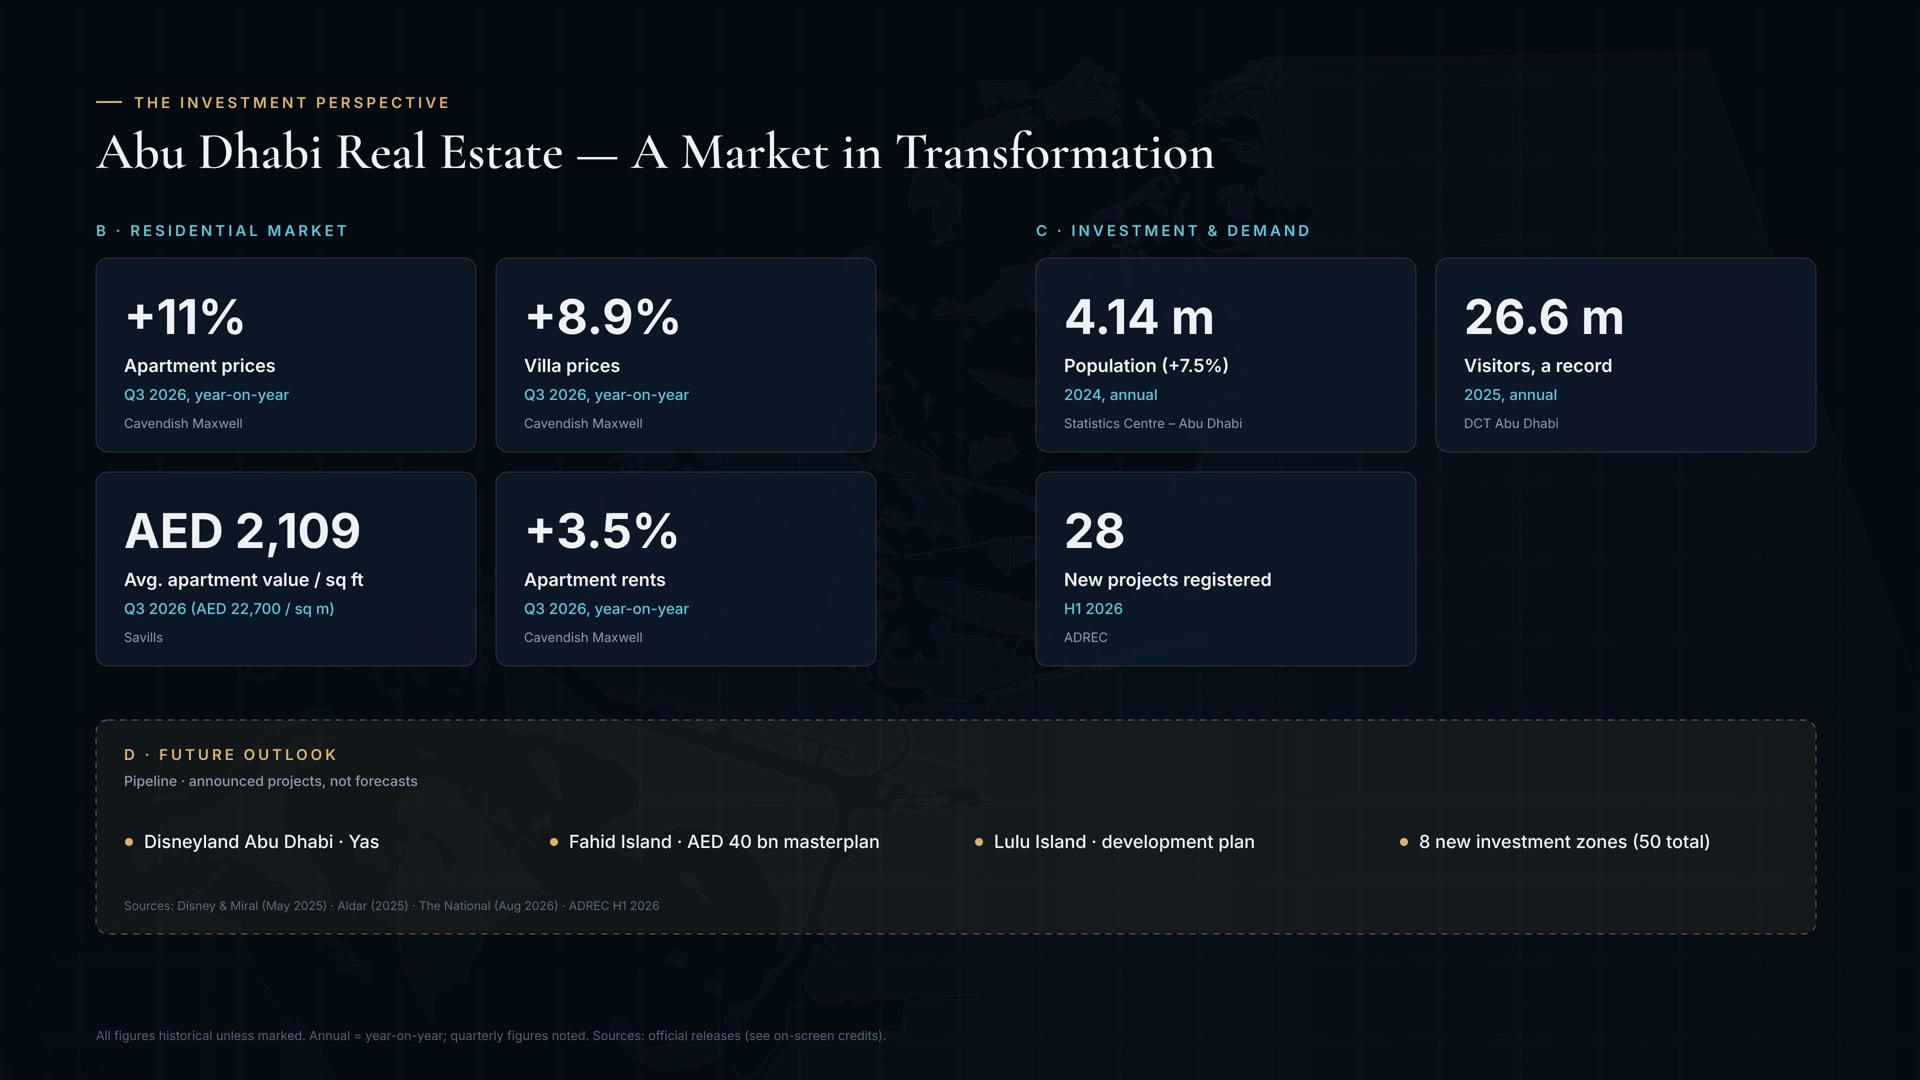 THE INVESTMENT PERSPECTIVE
Abu Dhabi Real Estate — A Market in Transformation
B · RESIDENTIAL MARKET
+11%
Apartment prices
Q3 2026, year-on-year
Cavendish Maxwell
+8.9%
Villa prices
Q3 2026, year-on-year
Cavendish Maxwell
AED 2,109
Avg. apartment value / sq ft
Q3 2026 (AED 22,700 / sq m)
Savills
+3.5%
Apartment rents
Q3 2026, year-on-year
Cavendish Maxwell
C · INVESTMENT & DEMAND
4.14 m
Population (+7.5%)
2024, annual
Statistics Centre – Abu Dhabi
26.6 m
Visitors, a record
2025, annual
DCT Abu Dhabi
28
New projects registered
H1 2026
ADREC
D · FUTURE OUTLOOK
Pipeline · announced projects, not forecasts
Disneyland Abu Dhabi · Yas
Fahid Island · AED 40 bn masterplan
Lulu Island · development plan
8 new investment zones (50 total)
Sources: Disney & Miral (May 2025) · Aldar (2025) · The National (Aug 2026) · ADREC H1 2026
All figures historical unless marked. Annual = year-on-year; quarterly figures noted. Sources: official releases (see on-screen credits).